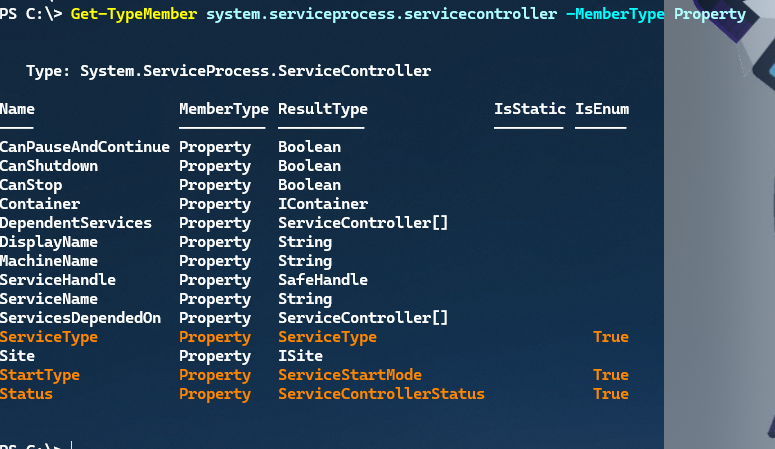 PS C:\> Get-TypeMember system.serviceprocess.servicecontroller -MemberType Property
Type: System.ServiceProcess.ServiceController
Name MemberType ResultType IsStatic IsEnum
CanPauseAndContinue Property Boolean
CanShutdown Property Boolean
CanStop Property Boolean
Container Property IContainer
DependentServices Property ServiceController[]
DisplayName Property String
MachineName Property String
ServiceHandle Property SafeHandle
ServiceName Property String
ServicesDependedOn Property ServiceController[]
ServiceType Property ServiceType True
Site Property ISite
StartType Property ServiceStartMode True
Status Property ServiceControllerStatus True
PS C:\>